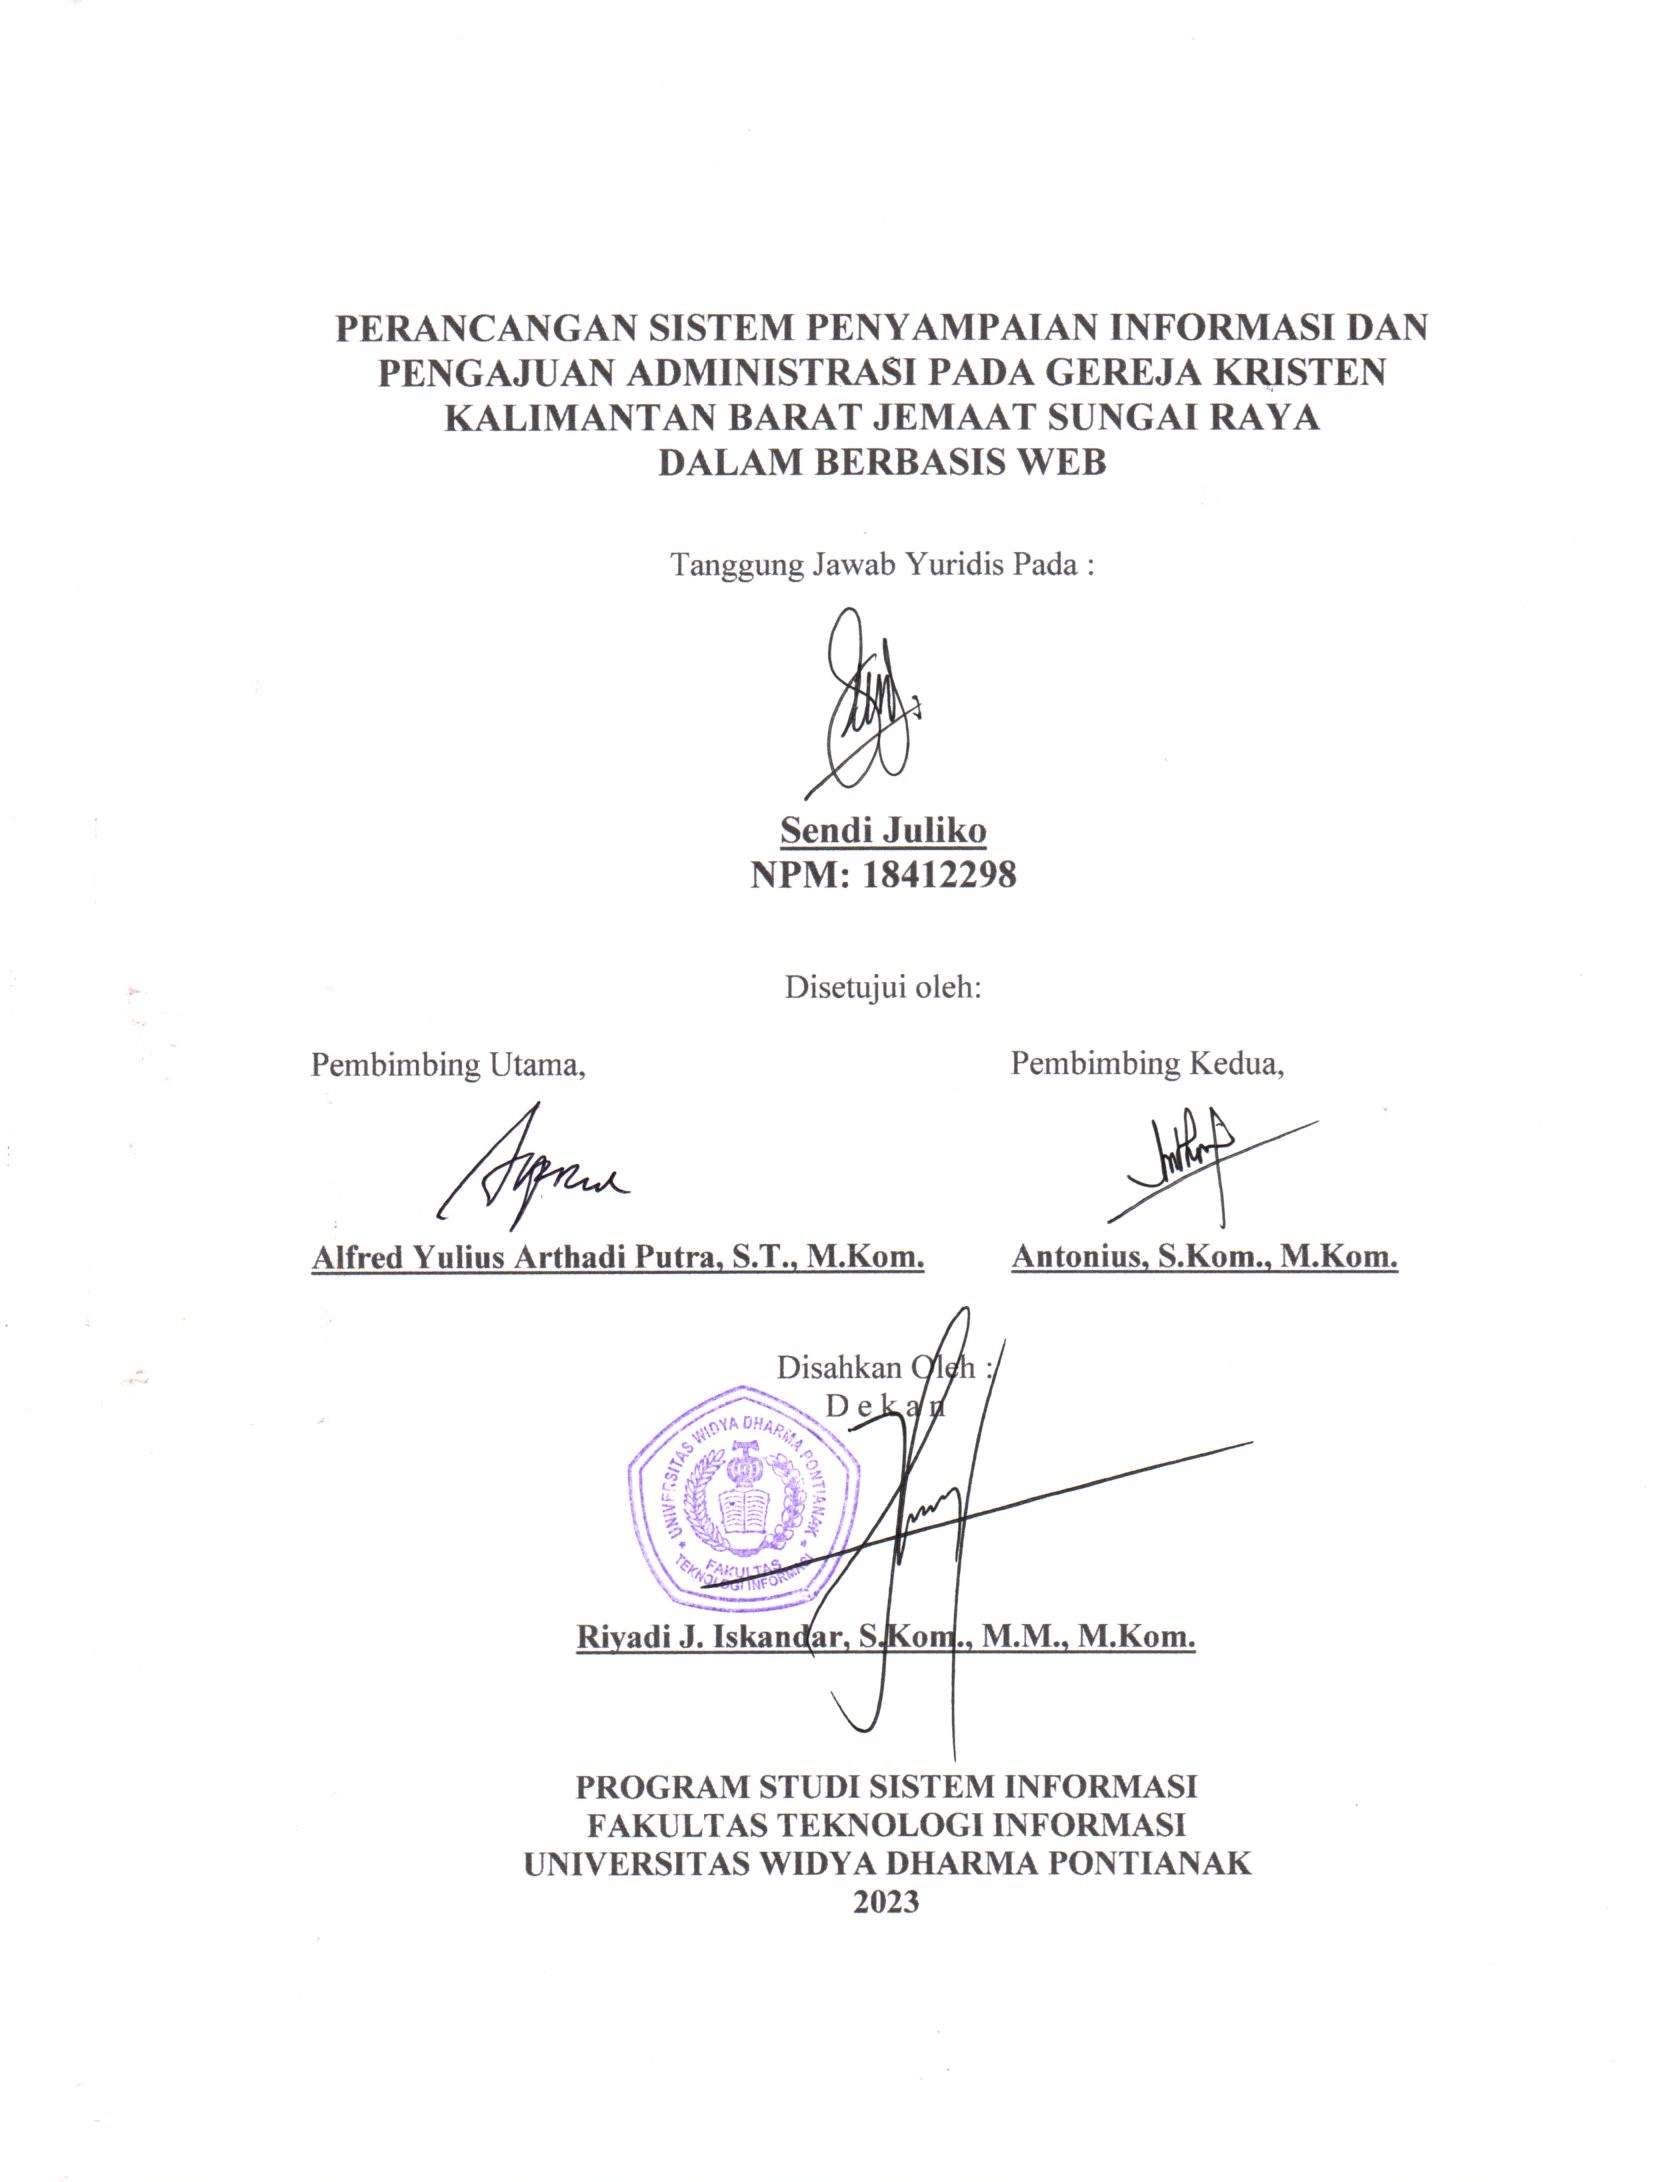 PERANCANGAN SISTEM PENYAMPAIAN INFORMASI DAN
PENGAJUAN ADMINISTRASI PADA GEREJA KRISTEN
KALIMANTAN BARAT JEMAAT SUNGAI RAYA
DALAM BERBASIS WEB
Tanggung Jawab Yuridis Pada :
Sendi Juliko
NPM: 18412298
Disetujui oleh:
Pembimbing Utama,
Pembimbing Kedua,
Alfred Yulius Arthadi Putra, S.T., M.Kom.
Antonius, S.Kom., M.Kom.
Disahkan Oleh :
D e k a n
UNIVERSITAS WIDYA DHARMA PONTIANAK
FAKULTAS
TEKNOLOGI INFORMASI
Riyadi J. Iskandar, S.Kom., M.M., M.Kom.
PROGRAM STUDI SISTEM INFORMASI
FAKULTAS TEKNOLOGI INFORMASI
UNIVERSITAS WIDYA DHARMA PONTIANAK
2023